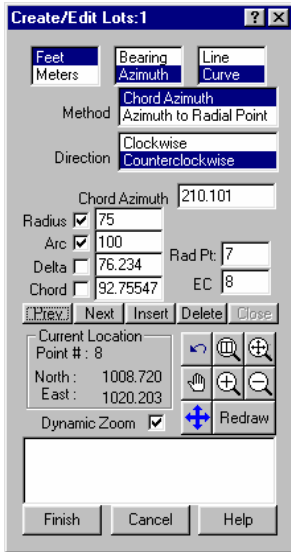 Create/Edit Lots:1
Feet Bearing Line
Meters Azimuth Curve
Method Chord Azimuth
Azimuth to Radial Point
Direction Clockwise
Counterclockwise
Chord Azimuth 210.101
Radius 75
Arc 100 Rad Pt: 7
Delta 76.234
Chord 92.75547 EC 8
Prev Next Insert Delete Close
Current Location
Point # : 8
North : 1008.720
East : 1020.203
Dynamic Zoom Redraw
Finish Cancel Help